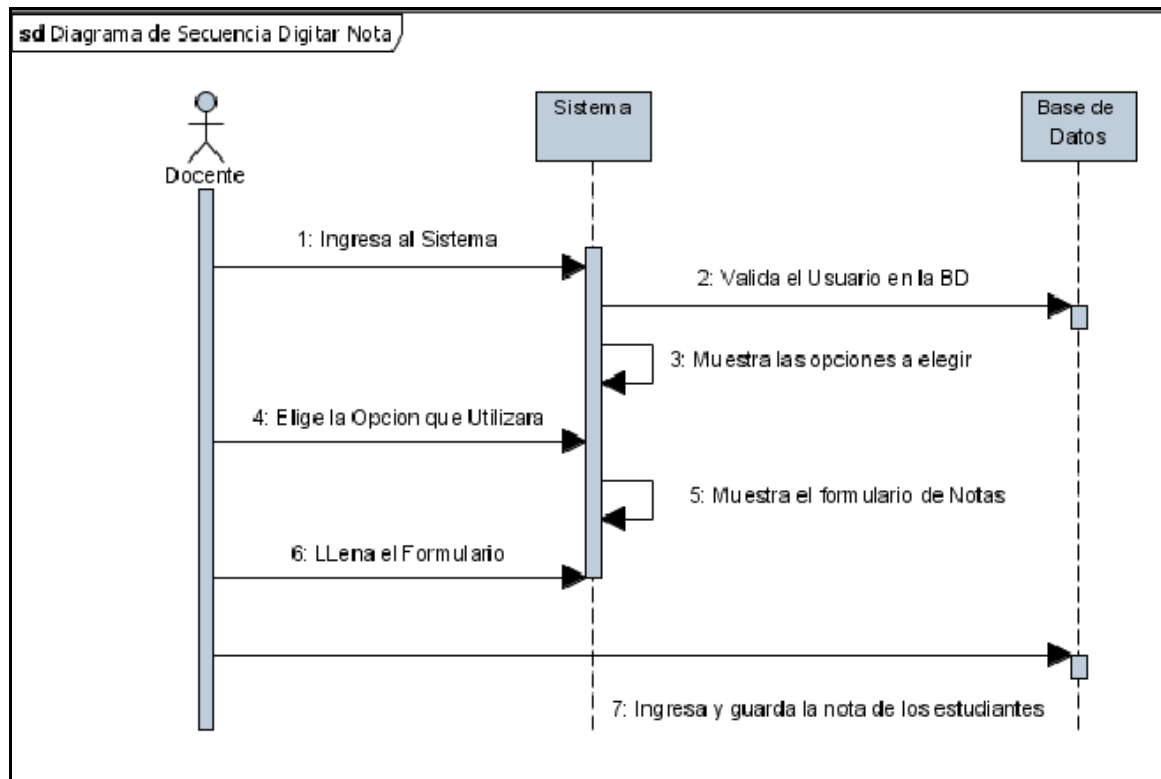 sd Diagrama de Secuencia Digitar Nota
Docente
Sistema
Base de
Datos
1: Ingresa al Sistema
2: Valida el Usuario en la BD
3: Muestra las opciones a elegir
4: Elige la Opcion que Utilizara
5: Muestra el formulario de Notas
6: LLena el Formulario
7: Ingresa y guarda la nota de los estudiantes